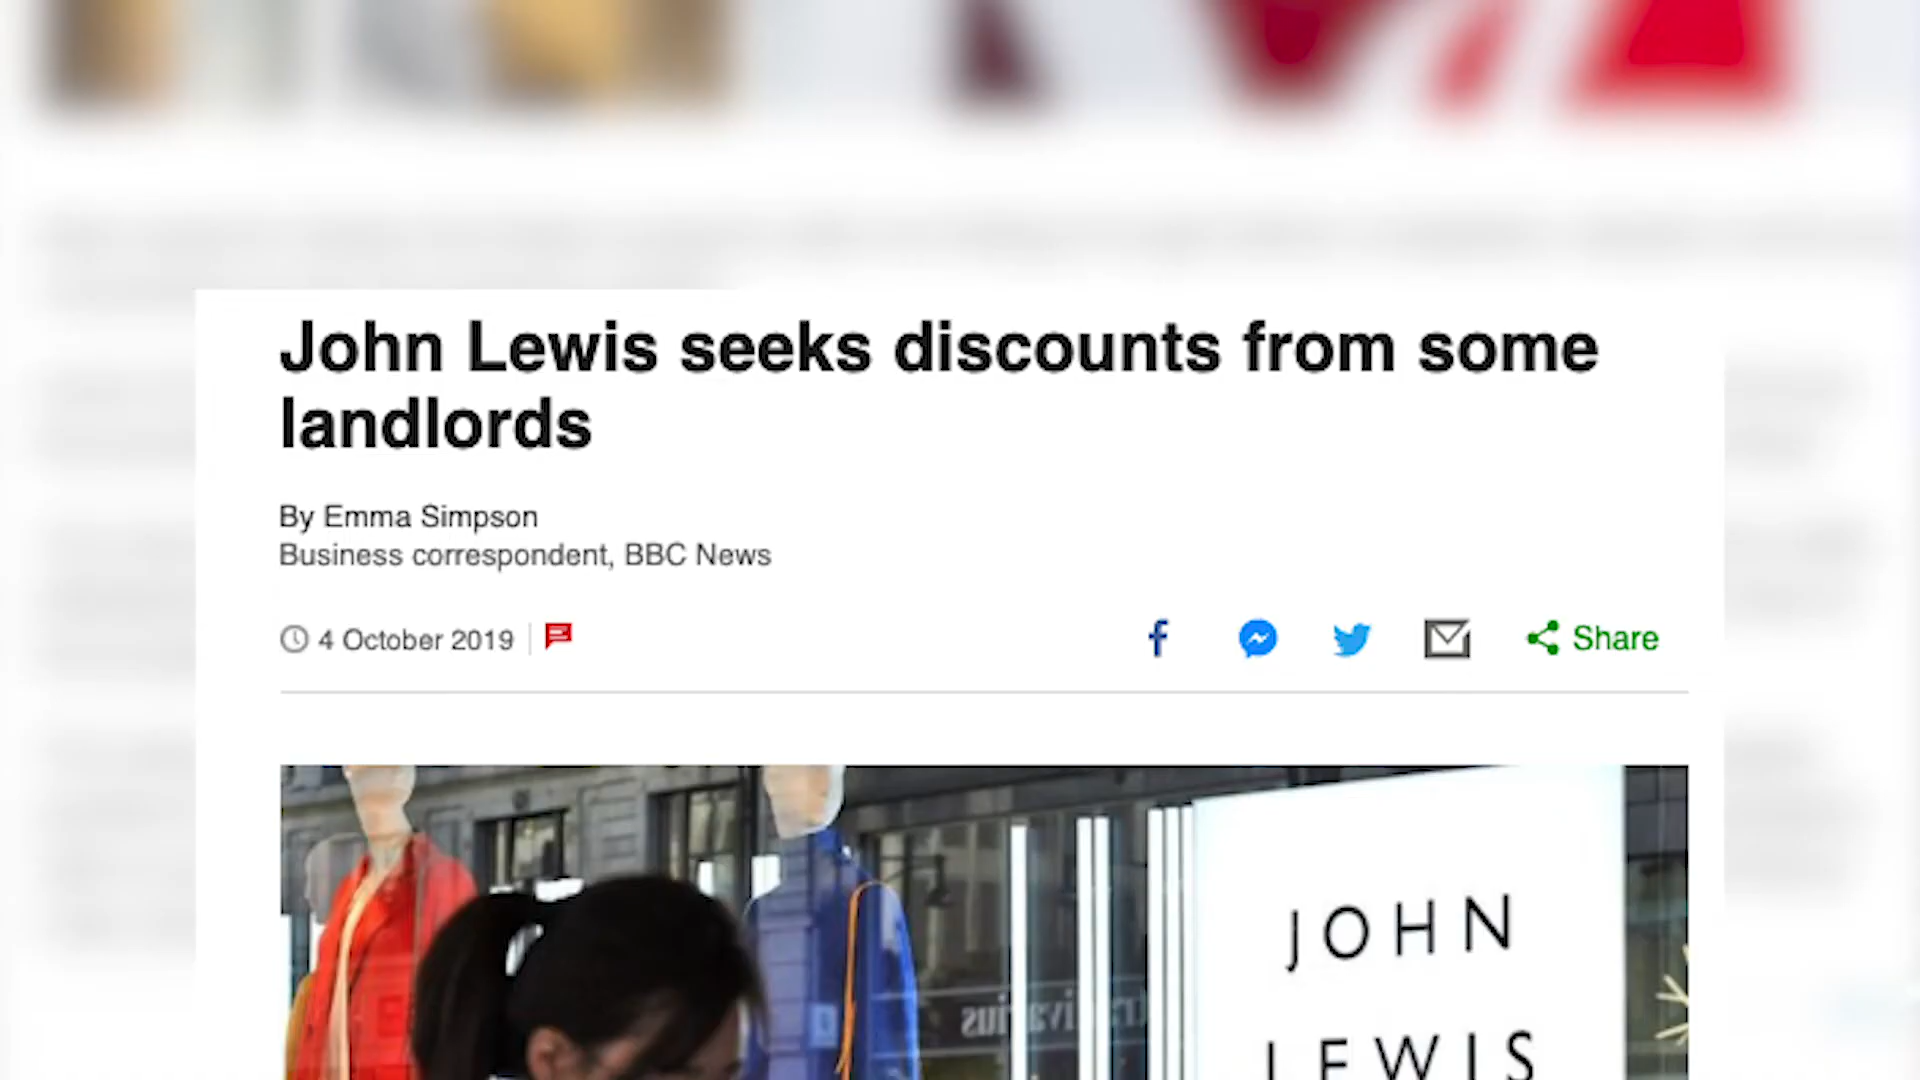 John Lewis seeks discounts from some
landlords
By Emma Simpson
Business correspondent, BBC News
4 October 2019
Share
JOHN
LEWIS